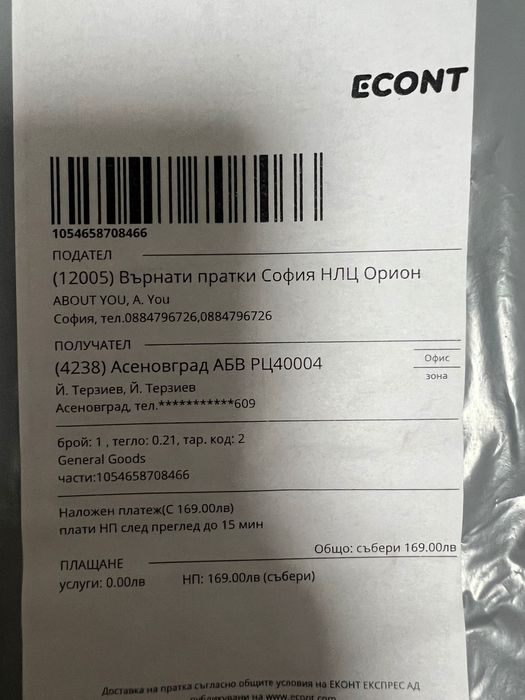 ECONT
1054658708466
ПОДАТЕЛ
(12005) Върнати пратки София НЛЦ Орион
ABOUT YOU, A. You
София, тел.0884796726,0884796726
ПОЛУЧАТЕЛ
(4238) Асеновград АБВ РЦ40004
Офис
зона
Й. Терзиев, Й. Терзиев
Асеновград, тел.***********609
брой: 1 , тегло: 0.21, тар. код: 2
General Goods
части:1054658708466
Наложен платеж(С 169.00лв)
плати НП след преглед до 15 мин
Общо: събери 169.00лв
ПЛАЩАНЕ
услуги: 0.00лв НП: 169.00лв (събери)
Доставка на пратка съгласно общите условия на ЕКОНТ ЕКСПРЕС АД
публикувани на www.econt.com